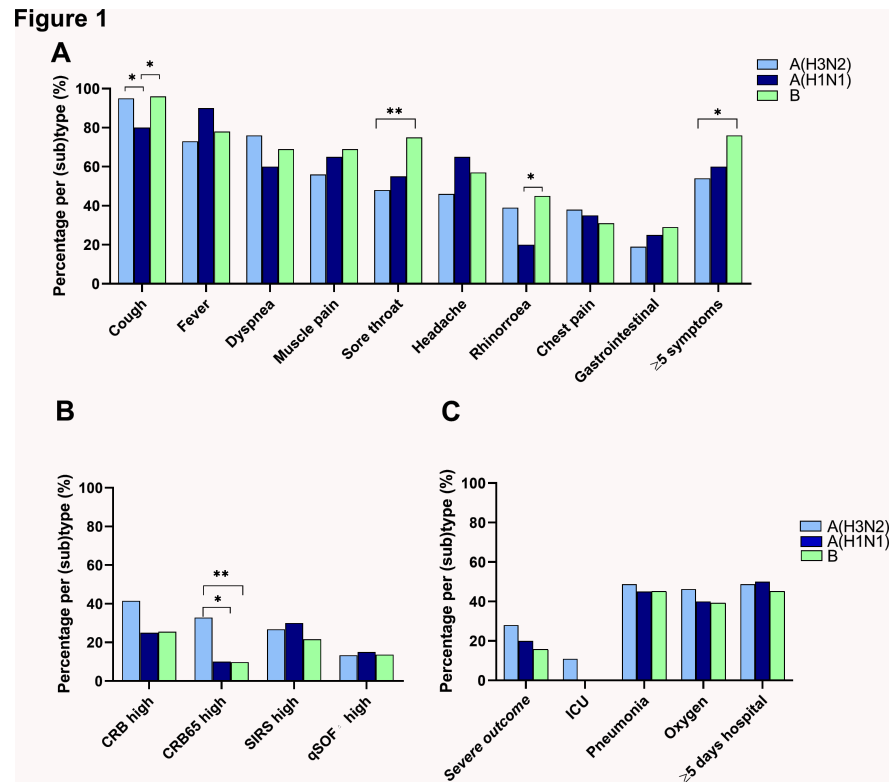 Figure 1
A
* *
** * *
A(H3N2)
A(H1N1)
B
Percentage per (sub)type (%)
100
80
60
40
20
0
Cough
Fever
Dyspnea
Muscle pain
Sore throat
Headache
Rhinorroea
Chest pain
Gastrointestinal
≥5 symptoms
B
Percentage per (sub)type (%)
100
80
60
40
20
0
**
*
CRB high
CRB65 high
SIRS high
qSOF high
C
Percentage per (sub)type (%)
100
80
60
40
20
0
Severe outcome
ICU
Pneumonia
Oxygen
≥5 days hospital
A(H3N2)
A(H1N1)
B